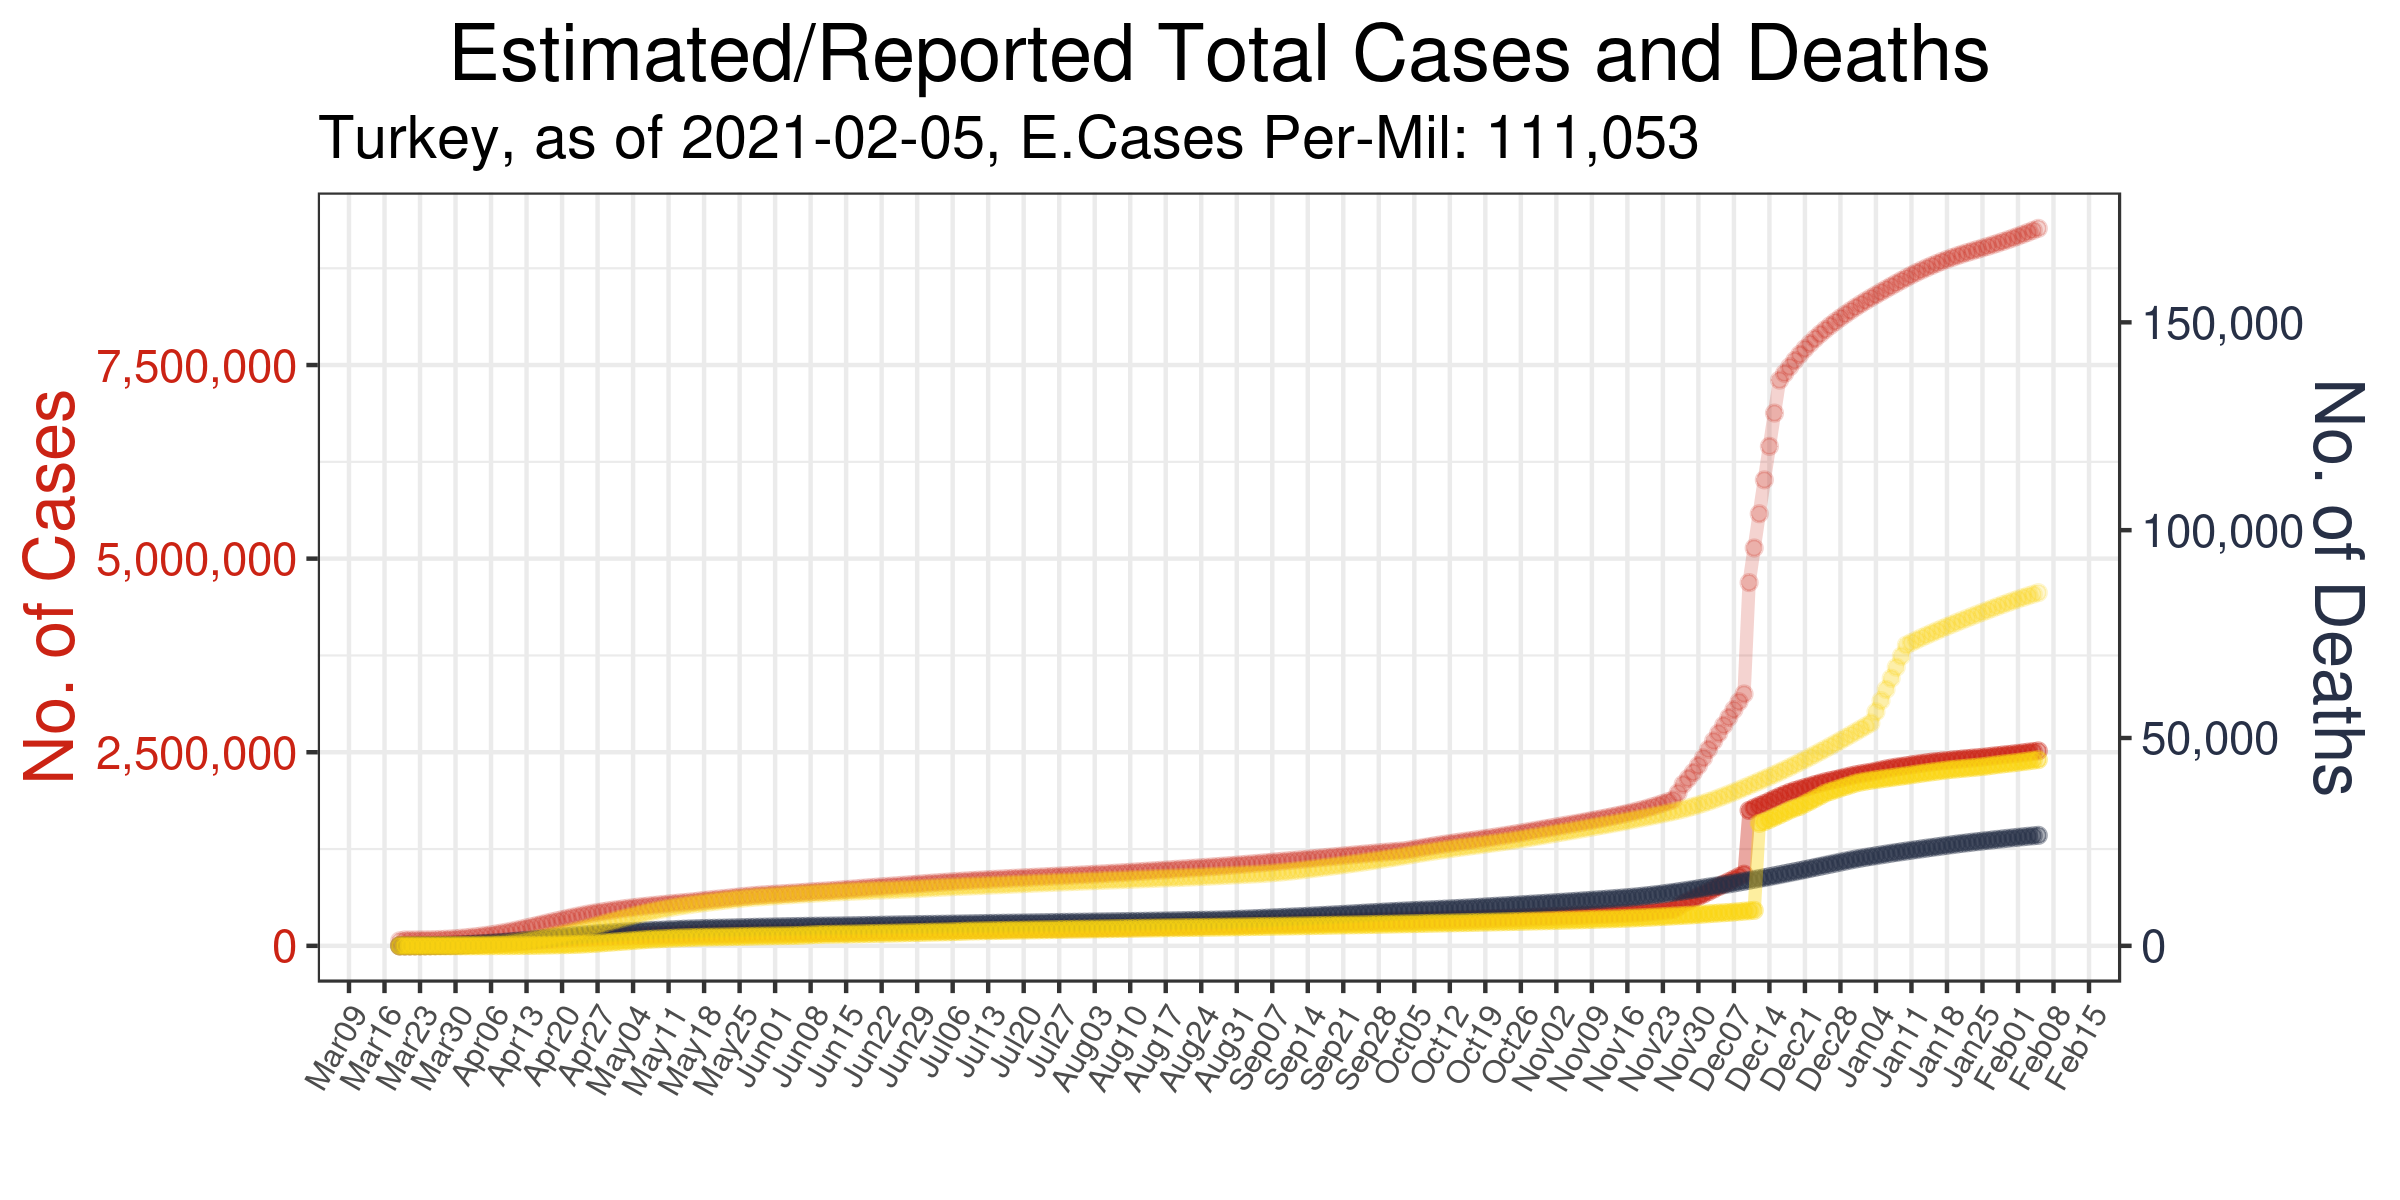 Estimated/Reported Total Cases and Deaths
Turkey, as of 2021-02-05, E.Cases Per-Mil: 111,053
No. of Cases
7,500,000
5,000,000
2,500,000
0
150,000
100,000
50,000
0
No. of Deaths
Mar09
Mar16
Mar23
Mar30
Apr06
Apr13
Apr20
Apr27
May04
May11
May18
May25
Jun01
Jun08
Jun15
Jun22
Jun29
Jul06
Jul13
Jul20
Jul27
Aug03
Aug10
Aug17
Aug24
Aug31
Sep07
Sep14
Sep21
Sep28
Oct05
Oct12
Oct19
Oct26
Nov02
Nov09
Nov16
Nov23
Nov30
Dec07
Dec14
Dec21
Dec28
Jan04
Jan11
Jan18
Jan25
Feb01
Feb08
Feb15